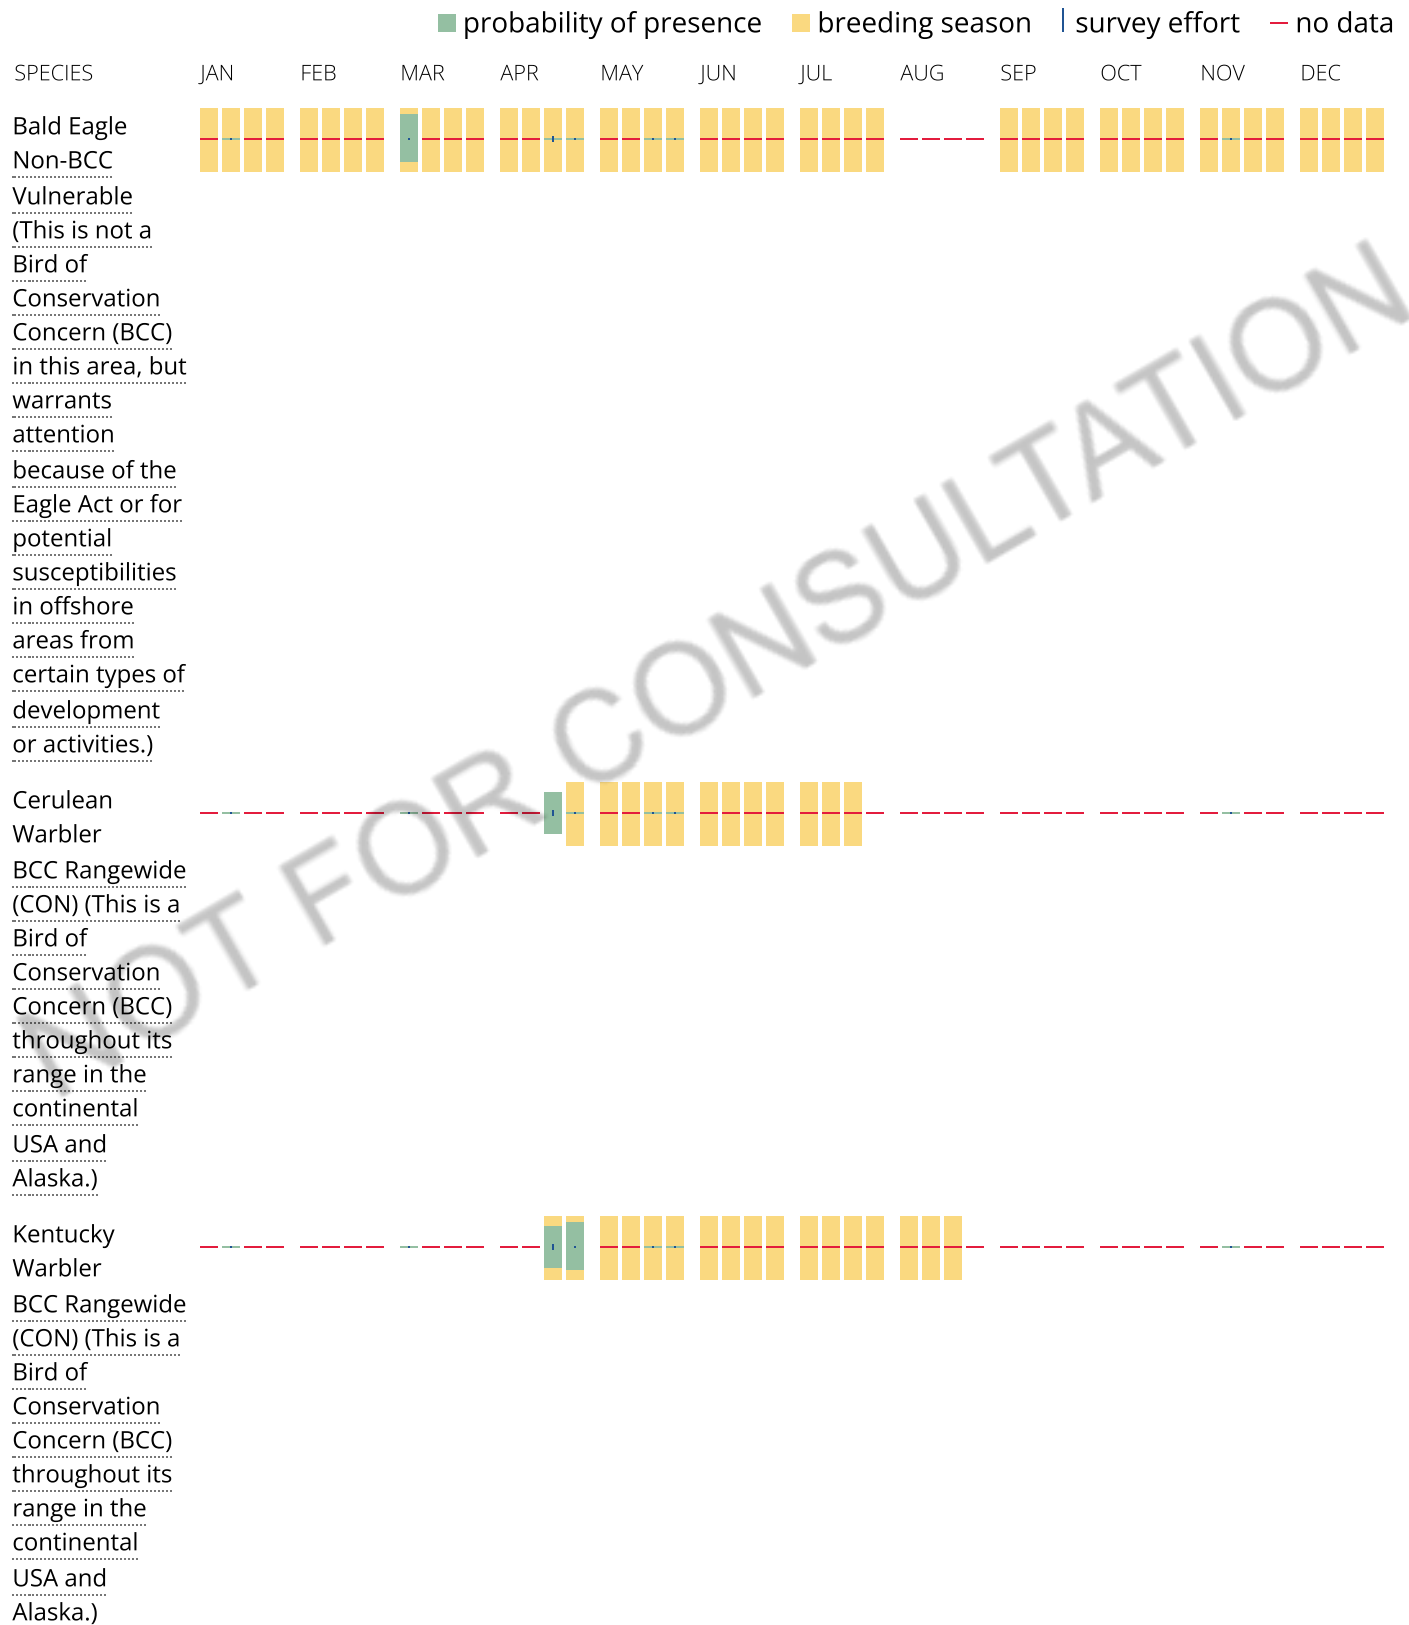 probability of presence breeding season survey effort no data
SPECIES JAN FEB MAR APR MAY JUN JUL AUG SEP OCT NOV DEC
Bald Eagle
Non-BCC
Vulnerable
(This is not a
Bird of
Conservation
Concern (BCC)
in this area, but
warrants
attention
because of the
Eagle Act or for
potential
susceptibilities
in offshore
areas from
certain types of
development
or activities.)
Cerulean
Warbler
BCC Rangewide
(CON) (This is a
Bird of
Conservation
Concern (BCC)
throughout its
range in the
continental
USA and
Alaska.)
Kentucky
Warbler
BCC Rangewide
(CON) (This is a
Bird of
Conservation
Concern (BCC)
throughout its
range in the
continental
USA and
Alaska.)
NOT FOR CONSULTATION